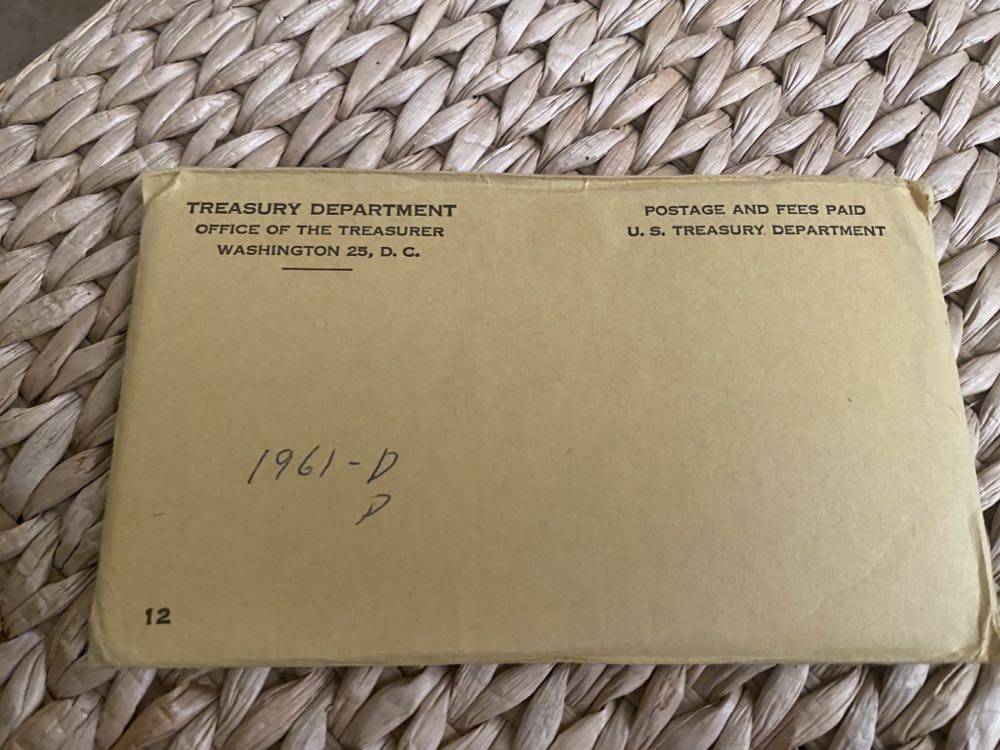 TREASURY DEPARTMENT
OFFICE OF THE TREASURER
WASHINGTON 25, D. C.
POSTAGE AND FEES PAID
U. S. TREASURY DEPARTMENT
1961-D
P
12